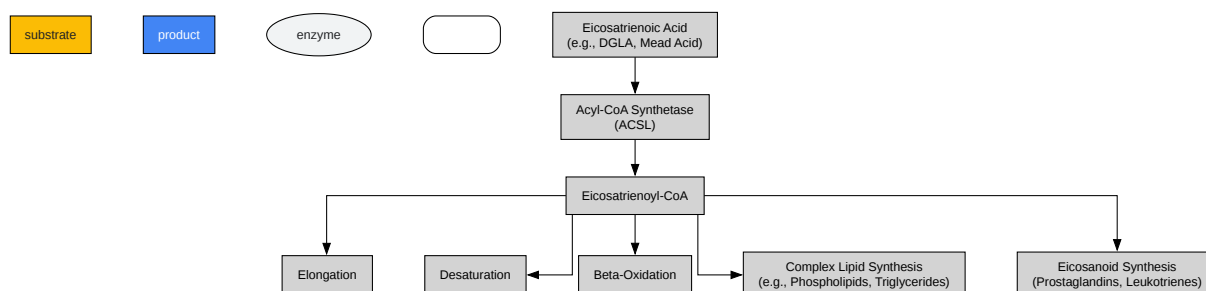 substrate
product
enzyme
Eicosatrienoic Acid
(e.g., DGLA, Mead Acid)
Acyl-CoA Synthetase
(ACSL)
Eicosatrienoyl-CoA
Elongation
Desaturation
Beta-Oxidation
Complex Lipid Synthesis
(e.g., Phospholipids, Triglycerides)
Eicosanoid Synthesis
(Prostaglandins, Leukotrienes)